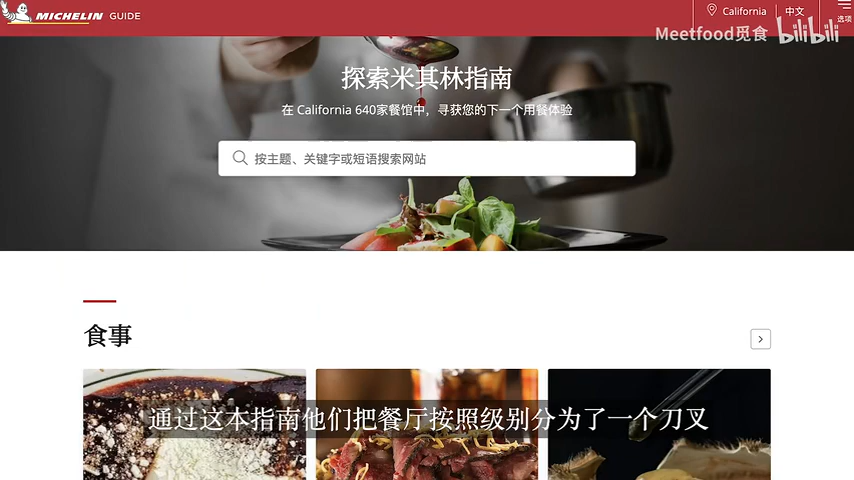 MICHELIN GUIDE
California
中文
选项
Meetfood觅食 bilibili
探索米其林指南
在 California 640家餐馆中，寻获您的下一个用餐体验
按主题、关键字或短语搜索网站
食事
通过这本指南他们把餐厅按照级别分为了一个刀叉